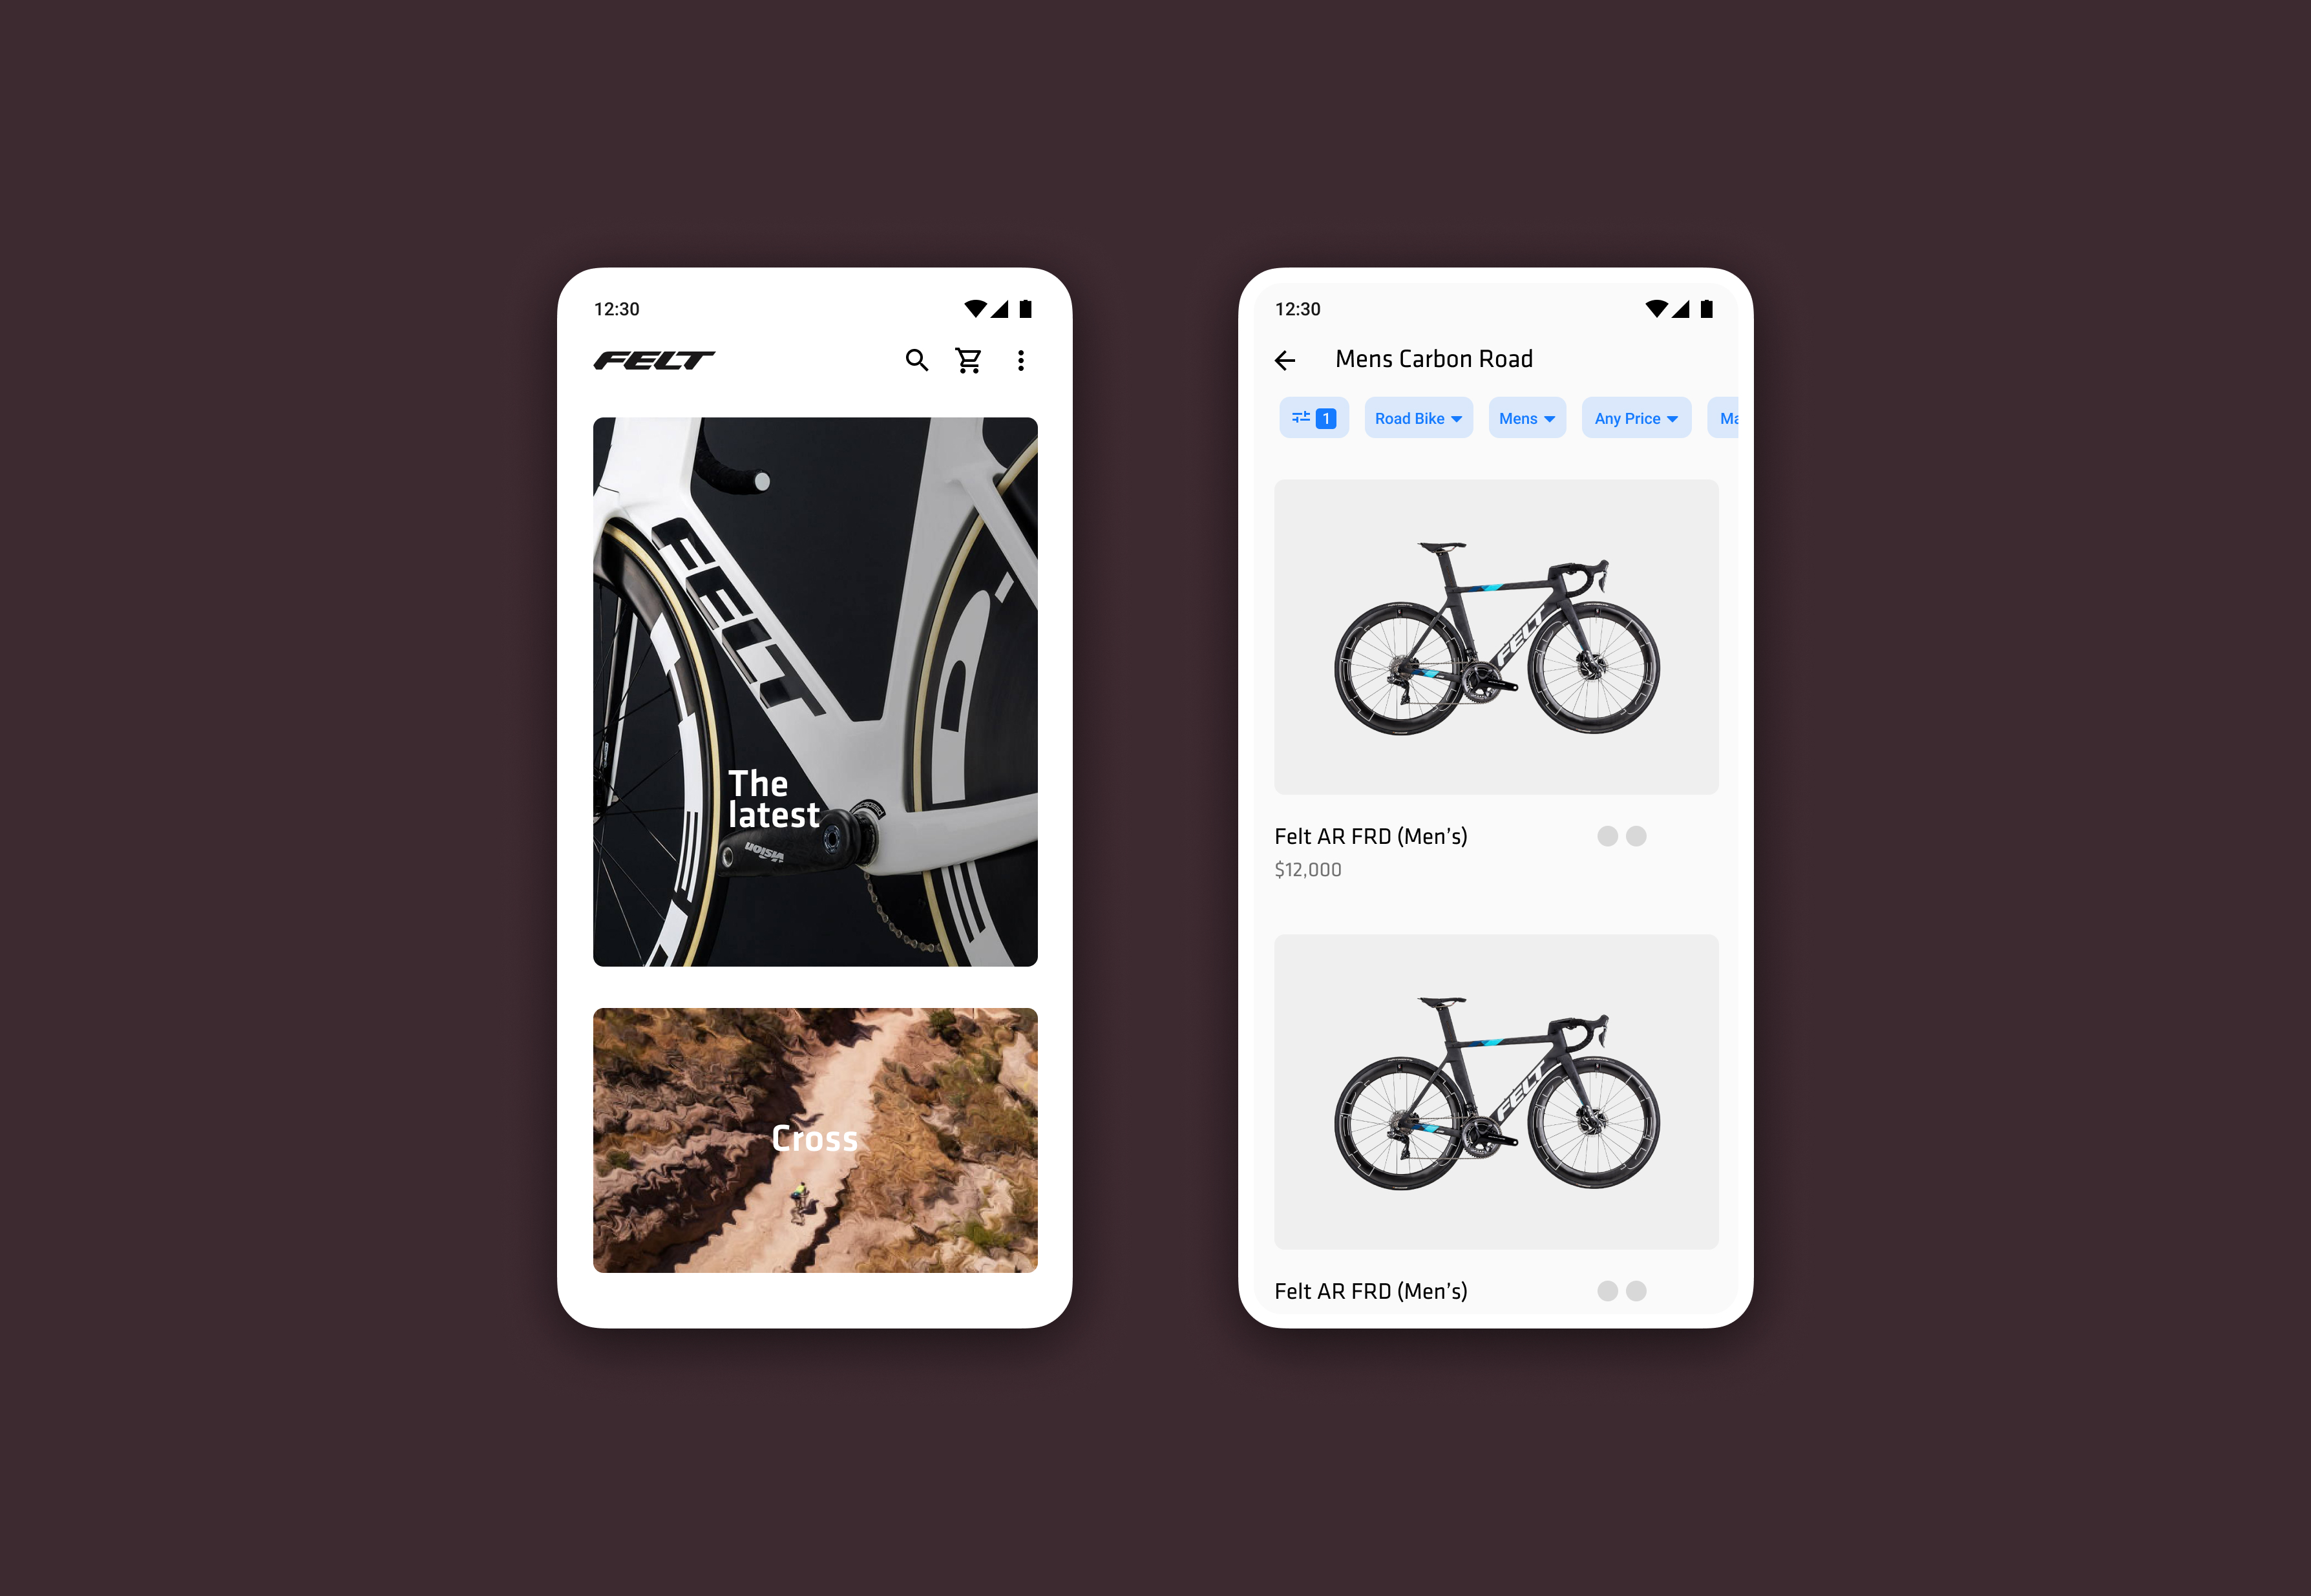 12:30
FELT
FELT
The
latest
VISION
Cross
12:30
Mens Carbon Road
1
Road Bike
Mens
Any Price
Ma
FELT
Felt AR FRD (Men’s)
$12,000
FELT
Felt AR FRD (Men’s)